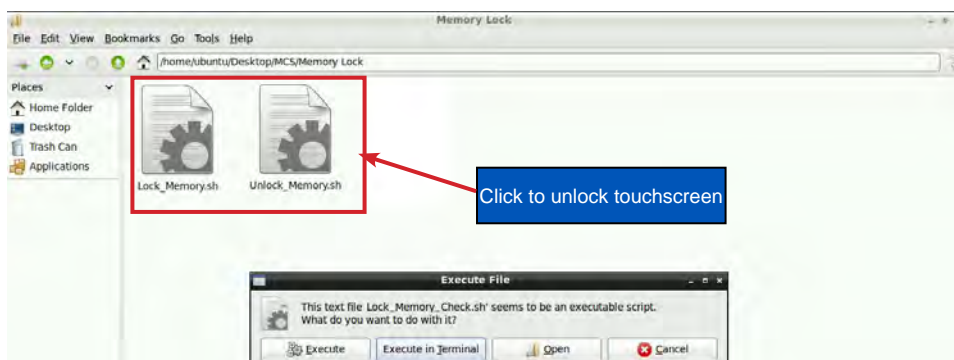 Memory Lock
File Edit View Bookmarks Go Tools Help
/home/ubuntu/Desktop/MCS/Memory Lock
Places
Home Folder
Desktop
Trash Can
Applications
Lock_Memory.sh
Unlock_Memory.sh
Click to unlock touchscreen
Execute File
This text file Lock_Memory_Check.sh' seems to be an executable script.
What do you want to do with it?
Execute
Execute in Terminal
Open
Cancel